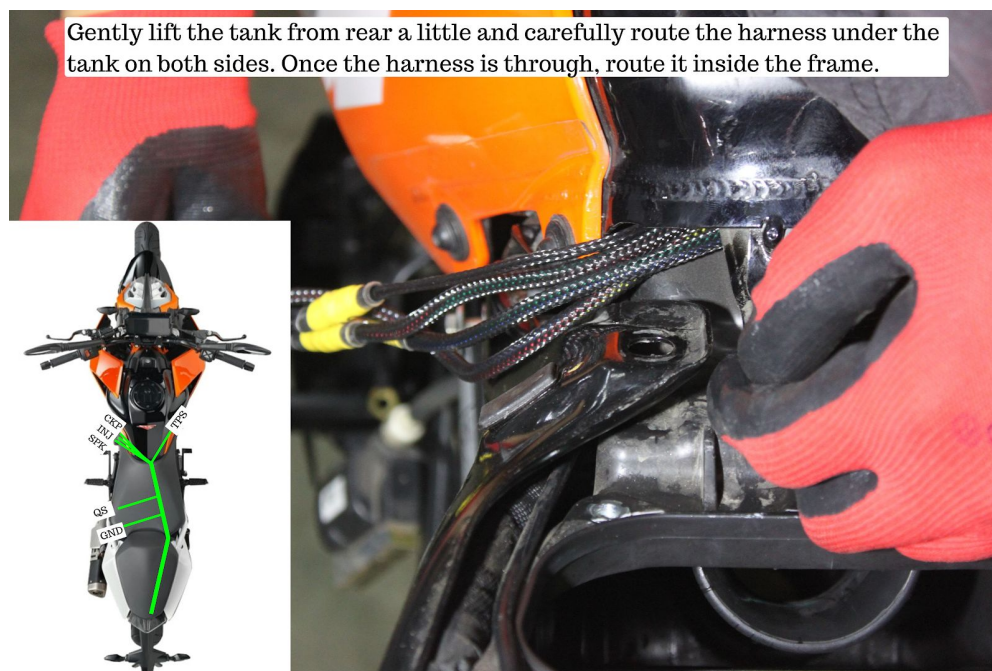 Gently lift the tank from rear a little and carefully route the harness under the
tank on both sides. Once the harness is through, route it inside the frame.
CKP
TPS
INJ
SPK
QS
GND